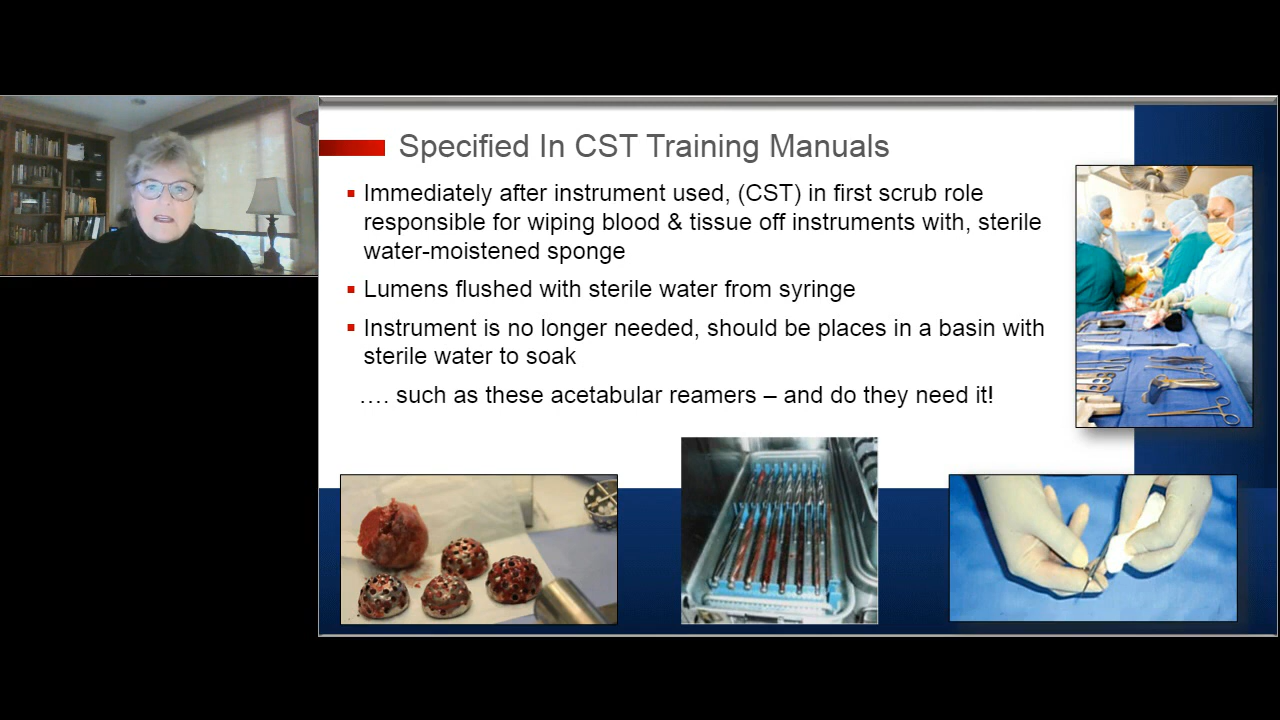 Specified In CST Training Manuals
Immediately after instrument used, (CST) in first scrub role
responsible for wiping blood & tissue off instruments with, sterile
water-moistened sponge
Lumens flushed with sterile water from syringe
Instrument is no longer needed, should be places in a basin with
sterile water to soak
…. such as these acetabular reamers – and do they need it!